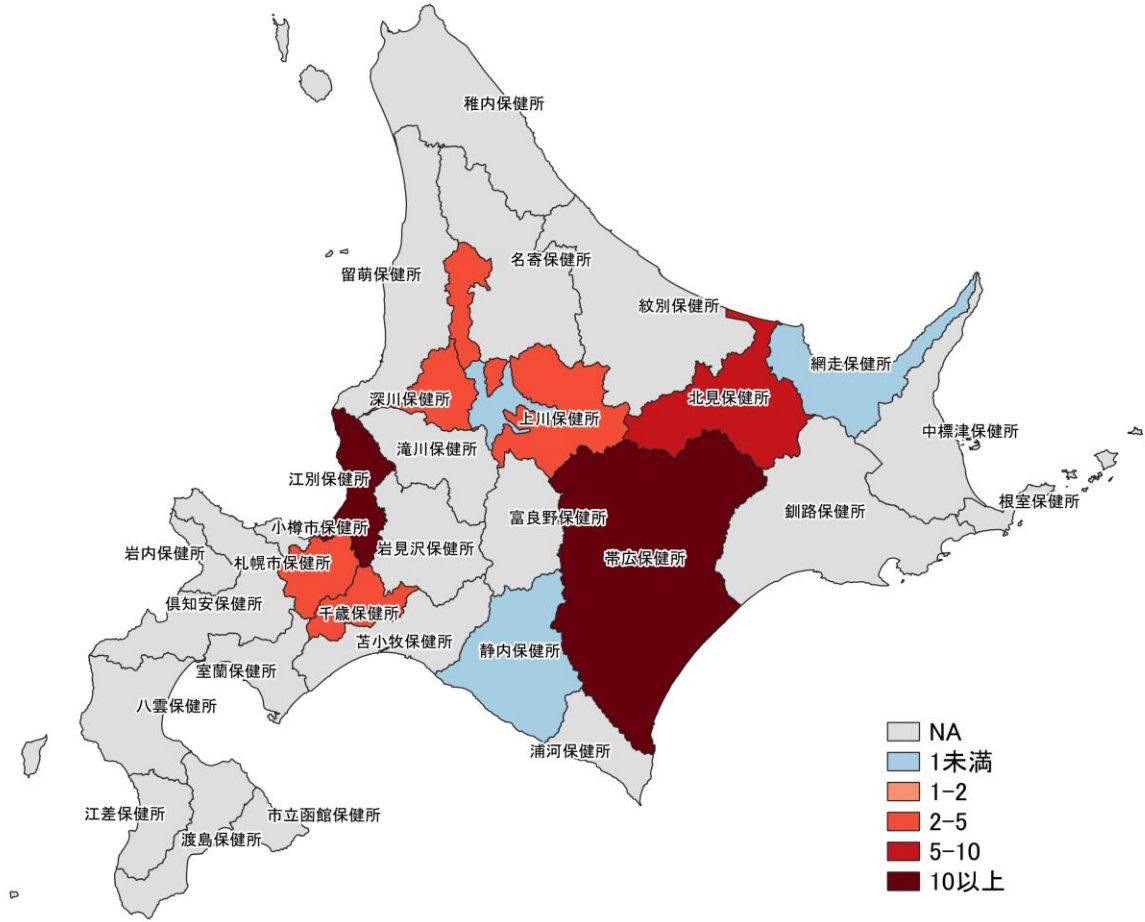 稚内保健所
名寄保健所
留萌保健所
紋別保健所
網走保健所
深川保健所
北見保健所
上川保健所
中標津保健所
滝川保健所
江別保健所
根室保健所
釧路保健所
富良野保健所
小樽市保健所
岩見沢保健所
岩内保健所
札幌市保健所
帯広保健所
倶知安保健所
千歳保健所
苫小牧保健所
静内保健所
室蘭保健所
八雲保健所
浦河保健所
江差保健所
市立函館保健所
渡島保健所
NA
1未満
1-2
2-5
5-10
10以上